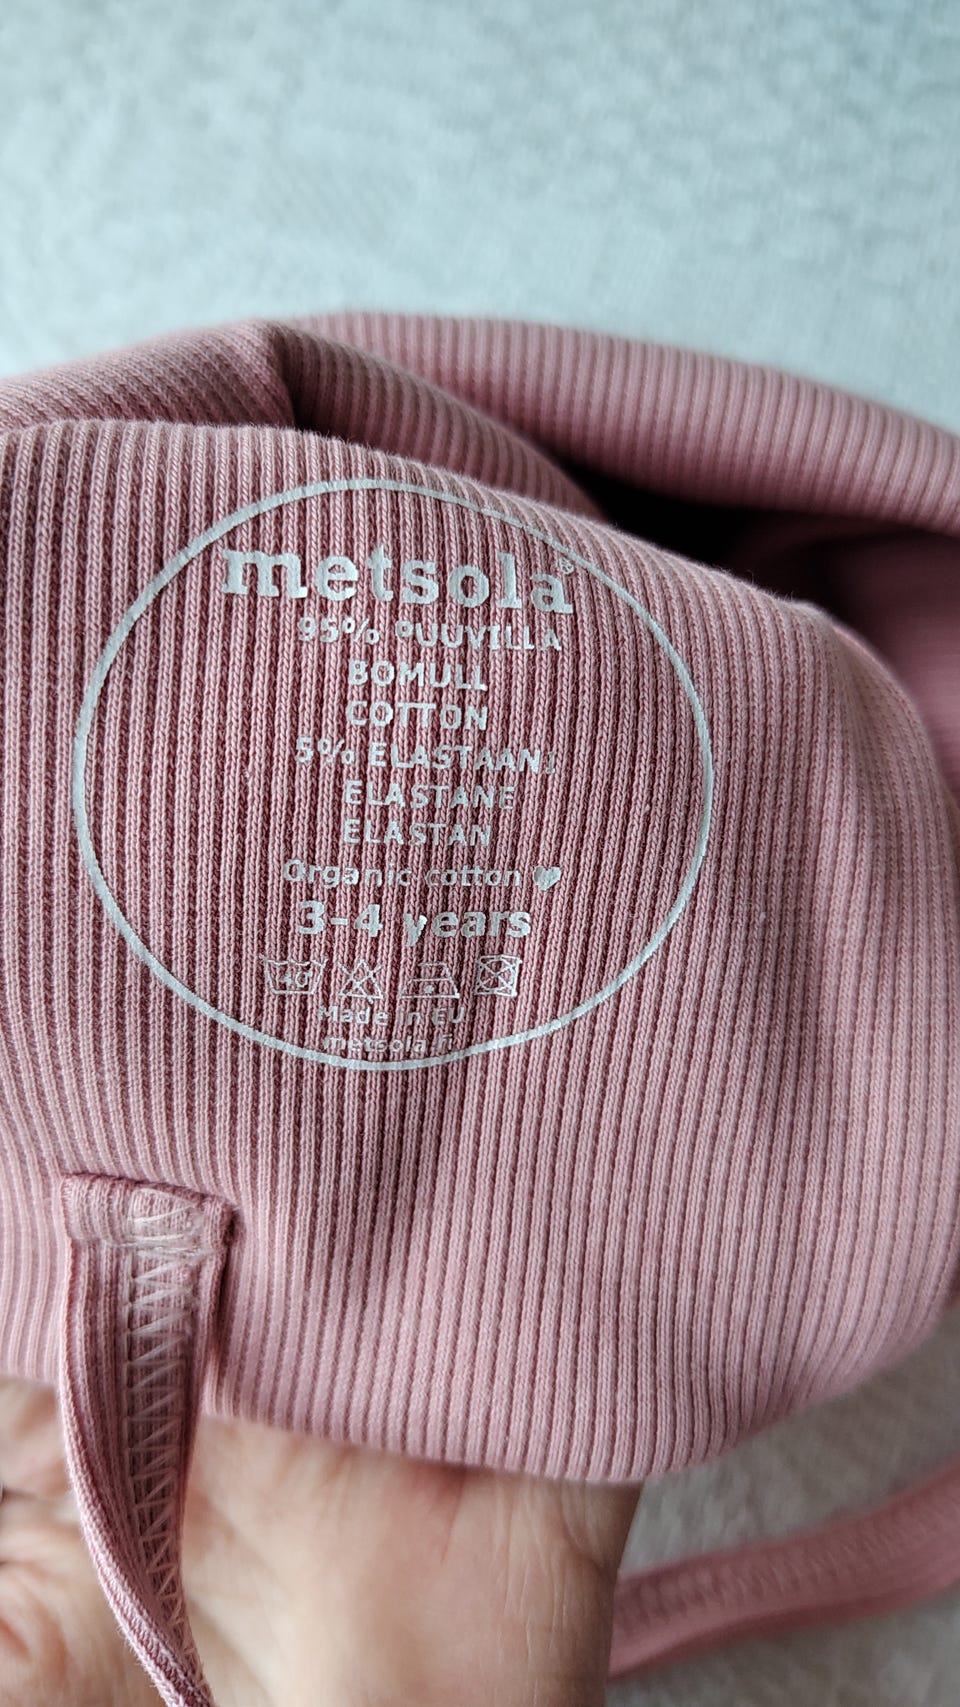 metsola®
95% PUUVILLA
BOMULL
COTTON
5% ELASTAANI
ELASTANE
ELASTAN
Organic cotton ♥
3-4 years
40°
Made in EU
metsola.fi